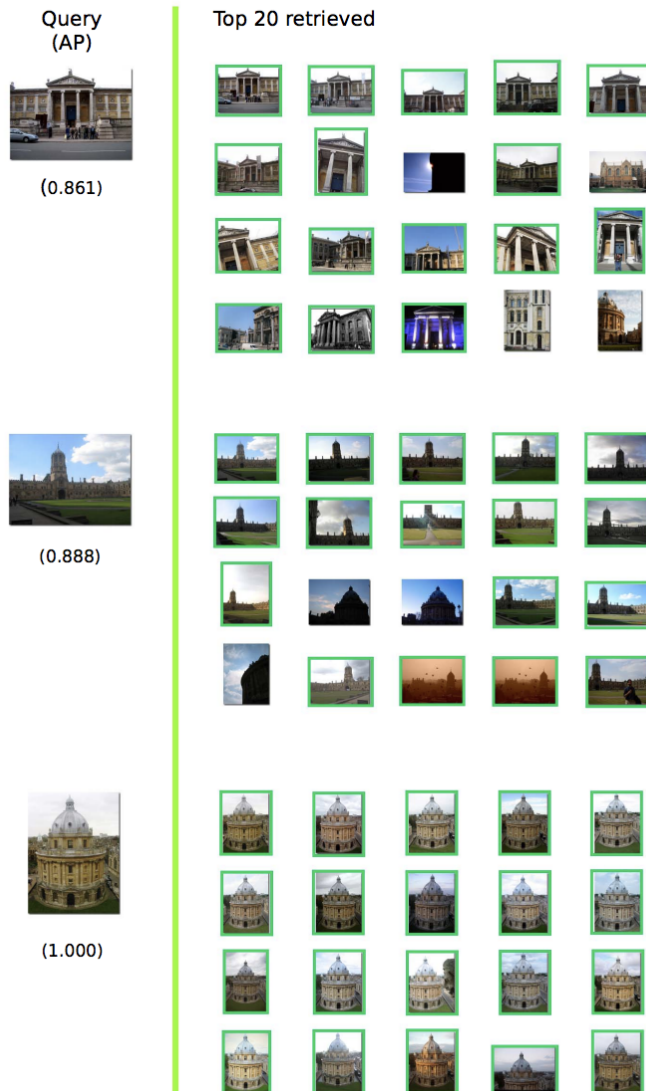 Query
(AP)
Top 20 retrieved
(0.861)
(0.888)
(1.000)